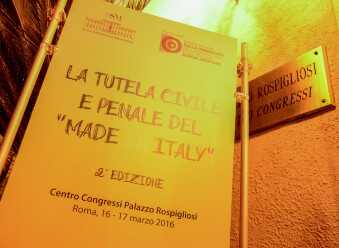 LA TUTELA CIVILE
E PENALE DEL
"MADE ITALY"
2ª EDIZIONE
Centro Congressi Palazzo Rospigliosi
Roma, 16 - 17 marzo 2016
ROSPIGLIOSI
CONGRESSI